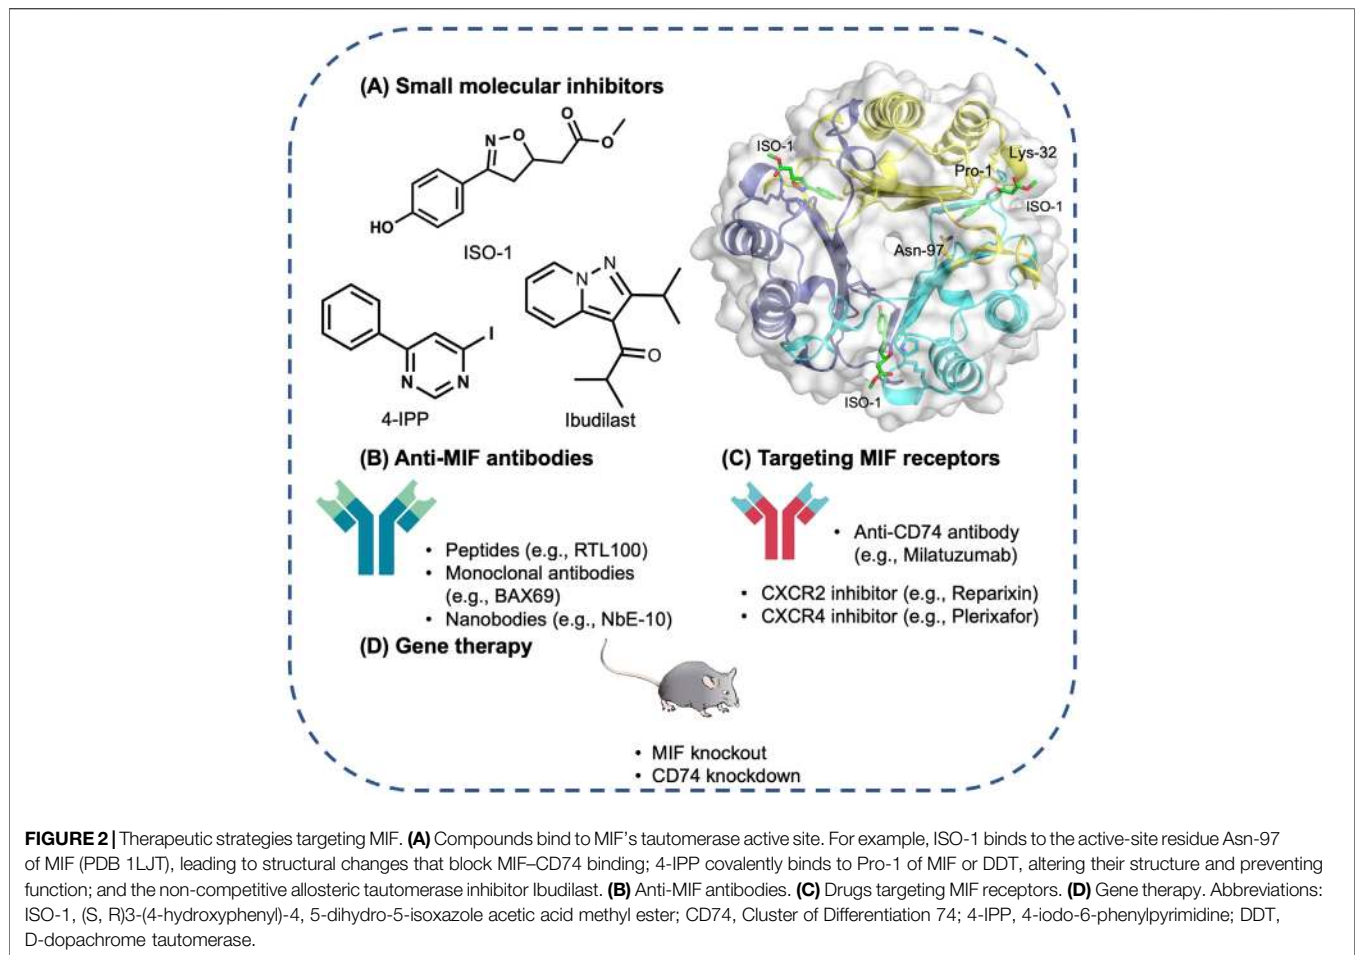 (A) Small molecular inhibitors
O
O
N
O
HO
ISO-1
N
N
O
Ibudilast
I
N
N
4-IPP
ISO-1
Lys-32
Pro-1
ISO-1
Asn-97
ISO-1
(B) Anti-MIF antibodies
• Peptides (e.g., RTL100)
• Monoclonal antibodies
(e.g., BAX69)
• Nanobodies (e.g., NbE-10)
(C) Targeting MIF receptors
• Anti-CD74 antibody
(e.g., Milatuzumab)
• CXCR2 inhibitor (e.g., Reparixin)
• CXCR4 inhibitor (e.g., Plerixafor)
(D) Gene therapy
• MIF knockout
• CD74 knockdown
FIGURE 2 | Therapeutic strategies targeting MIF. (A) Compounds bind to MIF's tautomerase active site. For example, ISO-1 binds to the active-site residue Asn-97
of MIF (PDB 1LJT), leading to structural changes that block MIF–CD74 binding; 4-IPP covalently binds to Pro-1 of MIF or DDT, altering their structure and preventing
function; and the non-competitive allosteric tautomerase inhibitor Ibudilast. (B) Anti-MIF antibodies. (C) Drugs targeting MIF receptors. (D) Gene therapy. Abbreviations:
ISO-1, (S, R)3-(4-hydroxyphenyl)-4, 5-dihydro-5-isoxazole acetic acid methyl ester; CD74, Cluster of Differentiation 74; 4-IPP, 4-iodo-6-phenylpyrimidine; DDT,
D-dopachrome tautomerase.